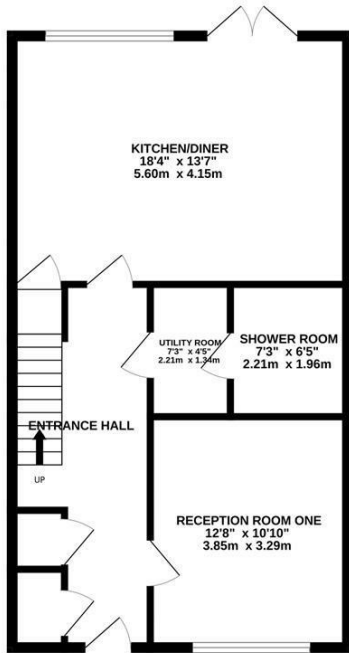 KITCHEN/DINER
18'4" x 13'7"
5.60m x 4.15m
UTILITY ROOM
7'3" x 4'5"
2.21m x 1.34m
SHOWER ROOM
7'3" x 6'5"
2.21m x 1.96m
ENTRANCE HALL
UP
RECEPTION ROOM ONE
12'8" x 10'10"
3.85m x 3.29m